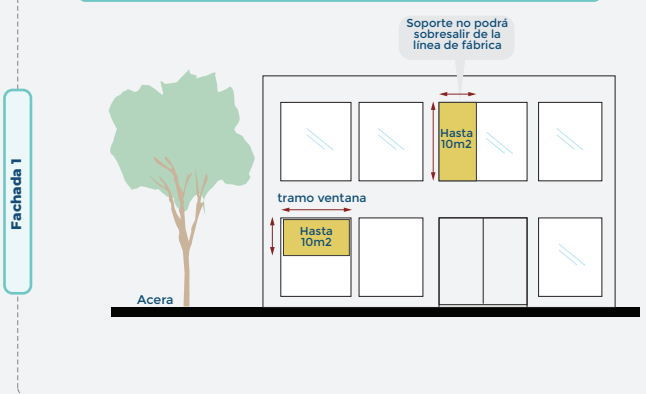 Soporte no podrá
sobresalir de la
línea de fábrica
Fachada 1
Hasta
10m2
tramo ventana
Hasta
10m2
Acera